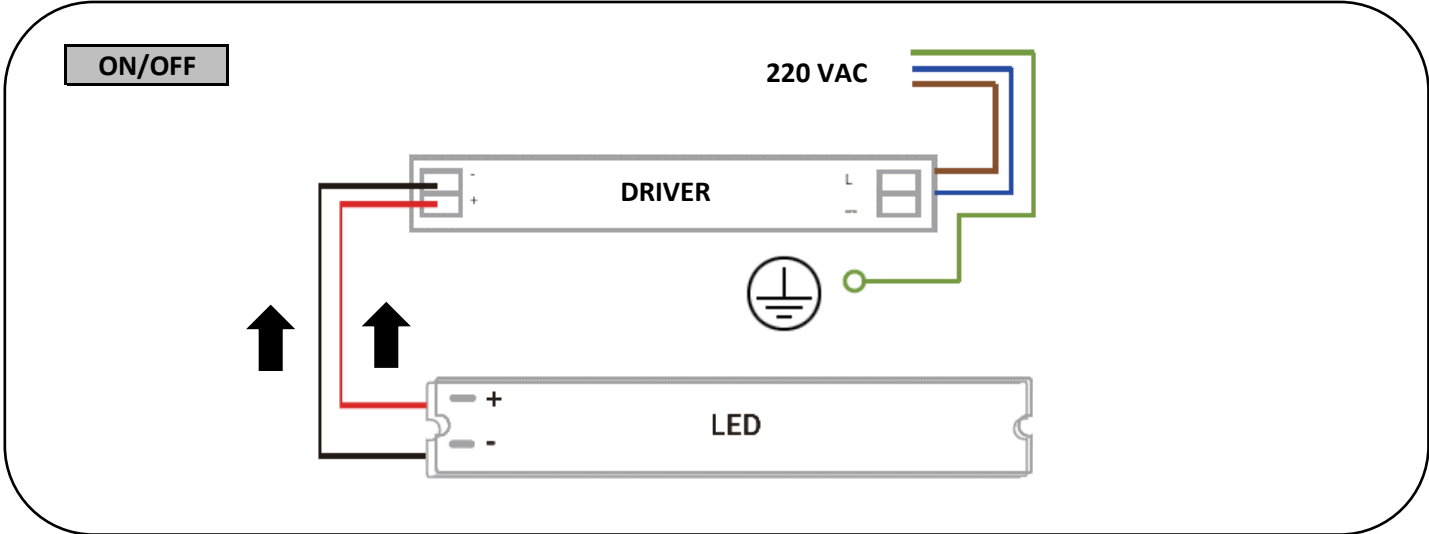 ON/OFF
220 VAC
-
+
DRIVER
L
+
-
LED